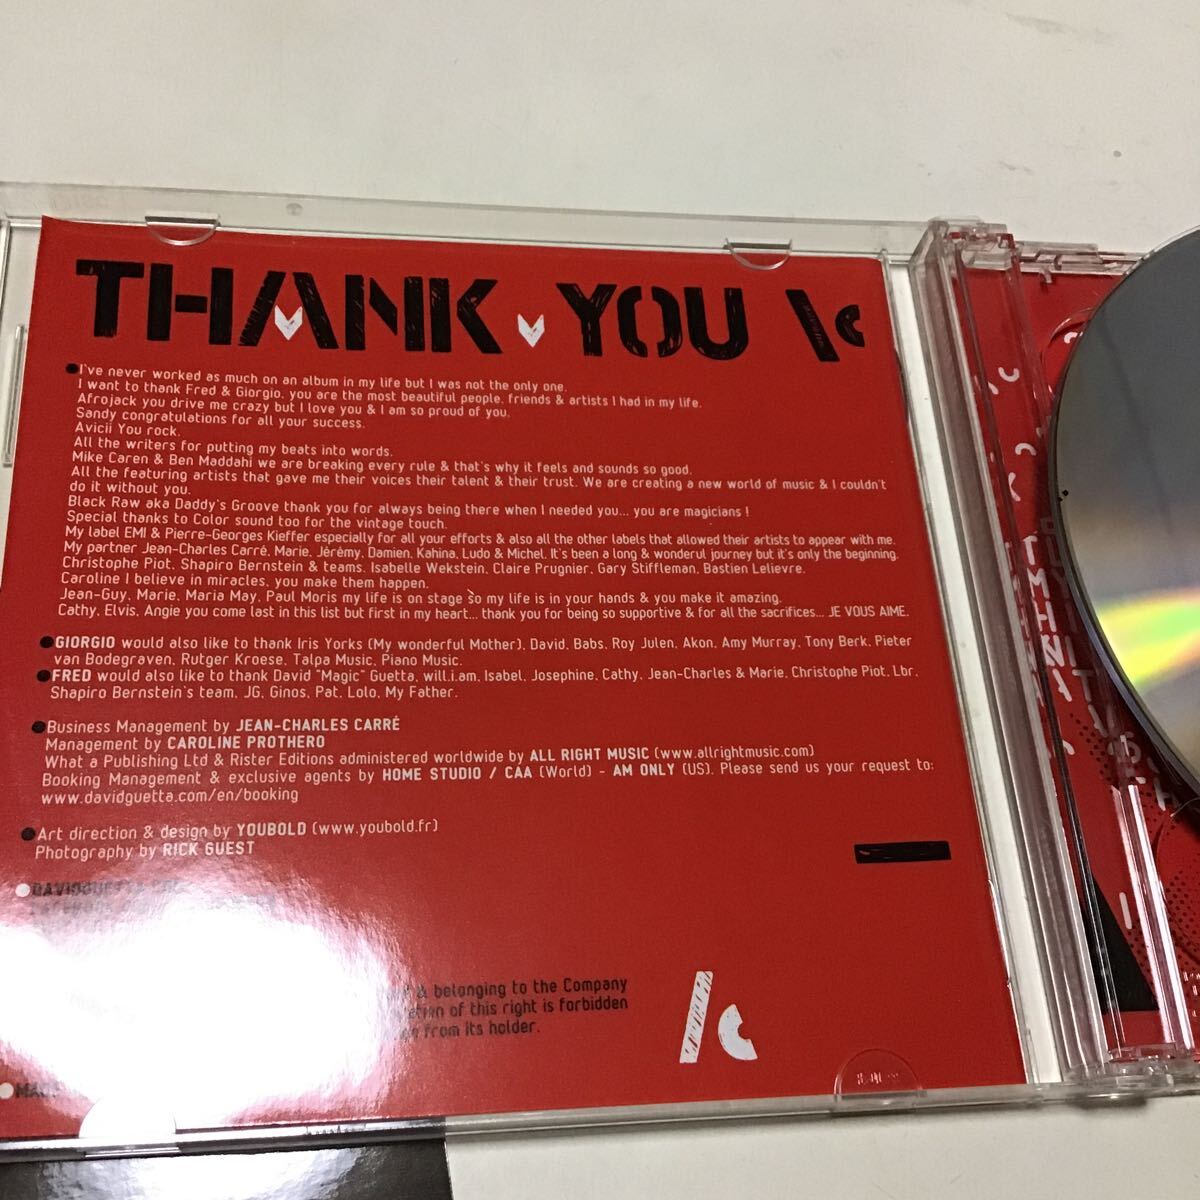 THANK YOU
I've never worked as much on an album in my life but I was not the only one.
I want to thank Fred & Giorgio, you are the most beautiful people, friends & artists I had in my life.
Afrojack you drive me crazy but I love you & I am so proud of you.
Sandy congratulations for all your success.
Avicii You rock.
All the writers for putting my beats into words.
Mike Caren & Ben Maddahi we are breaking every rule & that's why it feels and sounds so good.
All the featuring artists that gave me their voices their talent & their trust. We are creating a new world of music & I couldn't
do it without you.
Black Raw aka Daddy's Groove thank you for always being there when I needed you... you are magicians !
Special thanks to Color sound too for the vintage touch.
My label EMI & Pierre-Georges Kieffer especially for all your efforts & also all the other labels that allowed their artists to appear with me.
My partner Jean-Charles Carré, Marie, Jérémy, Damien, Kahina, Ludo & Michel. It's been a long & wonderul journey but it's only the beginning.
Christophe Piot, Shapiro Bernstein & teams, Isabelle Wekstein, Claire Prugnier, Gary Stiffleman, Bastien Lelievre.
Caroline I believe in miracles, you make them happen.
Jean-Guy, Marie, Maria May, Paul Moris my life is on stage so my life is in your hands & you make it amazing.
Cathy, Elvis, Angie you come last in this list but first in my heart... thank you for being so supportive & for all the sacrifices... JE VOUS AIME.
GIORGIO would also like to thank Iris Yorks (My wonderful Mother), David, Babs, Roy Julen, Akon, Amy Murray, Tony Berk, Pieter
van Bodegraven, Rutger Kroese, Talpa Music, Piano Music.
FRED would also like to thank David "Magic" Guetta, will.i.am, Isabel, Josephine, Cathy, Jean-Charles & Marie, Christophe Piot, Lbr,
Shapiro Bernstein's team, JG, Ginos, Pat, Lolo, My Father.
Business Management by JEAN-CHARLES CARRÉ
Management by CAROLINE PROTHERO
What a Publishing Ltd & Rister Editions administered worldwide by ALL RIGHT MUSIC (www.allrightmusic.com)
Booking Management & exclusive agents by HOME STUDIO / CAA (World) - AM ONLY (US). Please send us your request to:
www.davidguetta.com/en/booking
Art direction & design by YOUBOLD (www.youbold.fr)
Photography by RICK GUEST
DAVIDGUETTA.COM
& belonging to the Company
of this right is forbidden
from its holder.